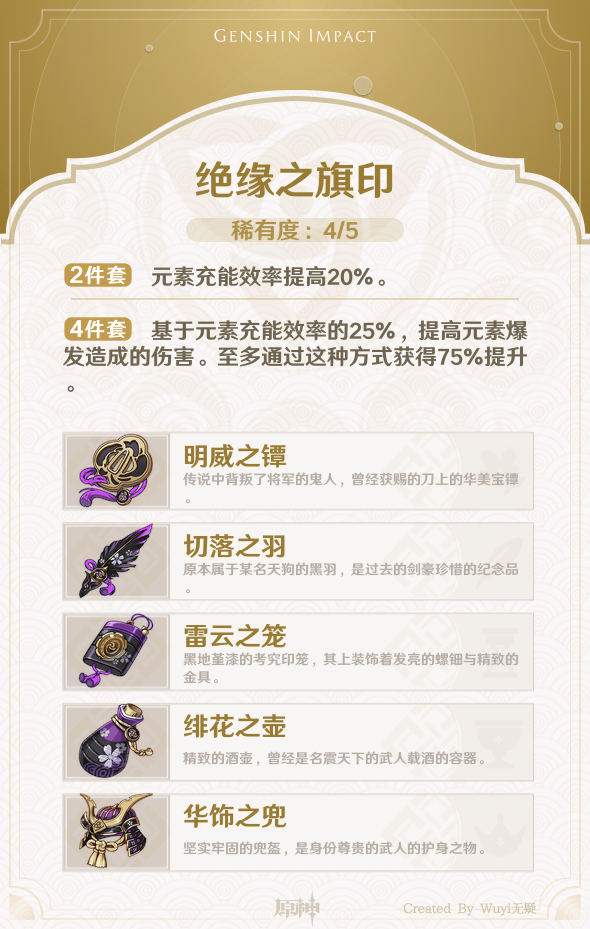 GENSHIN IMPACT
绝缘之旗印
稀有度：4/5
2件套 元素充能效率提高20%。
4件套 基于元素充能效率的25%，提高元素爆
发造成的伤害。至多通过这种方式获得75%提升
。
明威之镡
传说中背叛了将军的鬼人，曾经获赐的刀上的华美宝镡
。
切落之羽
原本属于某名天狗的黑羽，是过去的剑豪珍惜的纪念品
。
雷云之笼
黑地堇漆的考究印笼，其上装饰着发亮的螺钿与精致的
金具。
绯花之壶
精致的酒壶，曾经是名震天下的武人载酒的容器。
华饰之兜
坚实牢固的兜盔，是身份尊贵的武人的护身之物。
原神
Created By Wuyi无疑